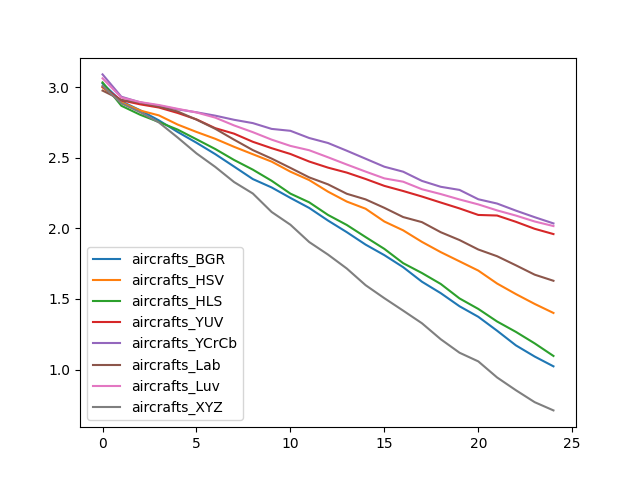 3.0
2.5
2.0
1.5
1.0
aircrafts_BGR
aircrafts_HSV
aircrafts_HLS
aircrafts_YUV
aircrafts_YCrCb
aircrafts_Lab
aircrafts_Luv
aircrafts_XYZ
0 5 10 15 20 25